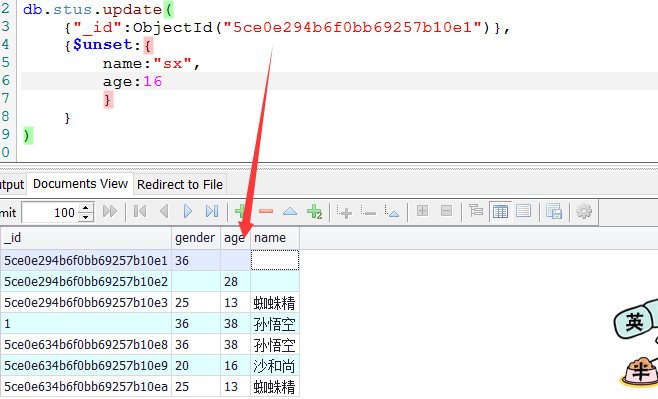 2 db.stus.update(
3 {"_id":ObjectId("5ce0e294b6f0bb69257b10e1")},
4 {$unset:{
5 name:"sx",
6 age:16
7 }
8 }
9 )
0
utput Documents View Redirect to File
mit 100
_id gender age name
5ce0e294b6f0bb69257b10e1 36
5ce0e294b6f0bb69257b10e2 28
5ce0e294b6f0bb69257b10e3 25 13 蜘蛛精
1 36 38 孙悟空
5ce0e634b6f0bb69257b10e8 36 38 孙悟空
5ce0e634b6f0bb69257b10e9 20 16 沙和尚
5ce0e634b6f0bb69257b10ea 25 13 蜘蛛精
英
半